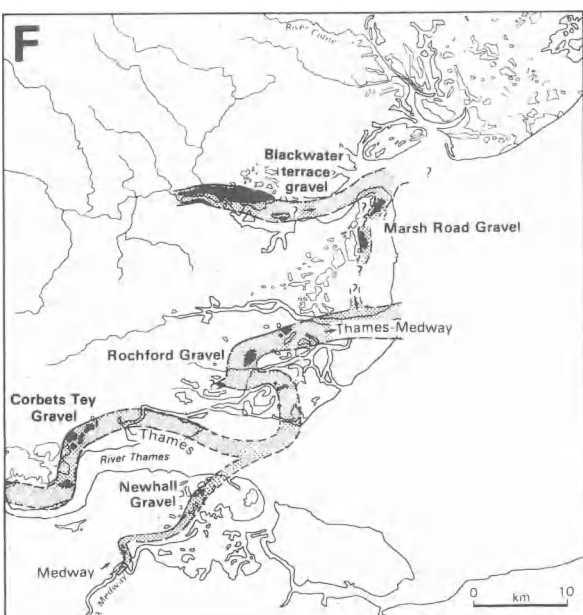 F
River Colne
Blackwater
terrace
gravel
?
?
?
Marsh Road Gravel
?
?
Thames-Medway
Rochford Gravel
Corbets Tey
Gravel
Thames
River Thames
Newhall
Gravel
Medway
R Medway
0 km 10